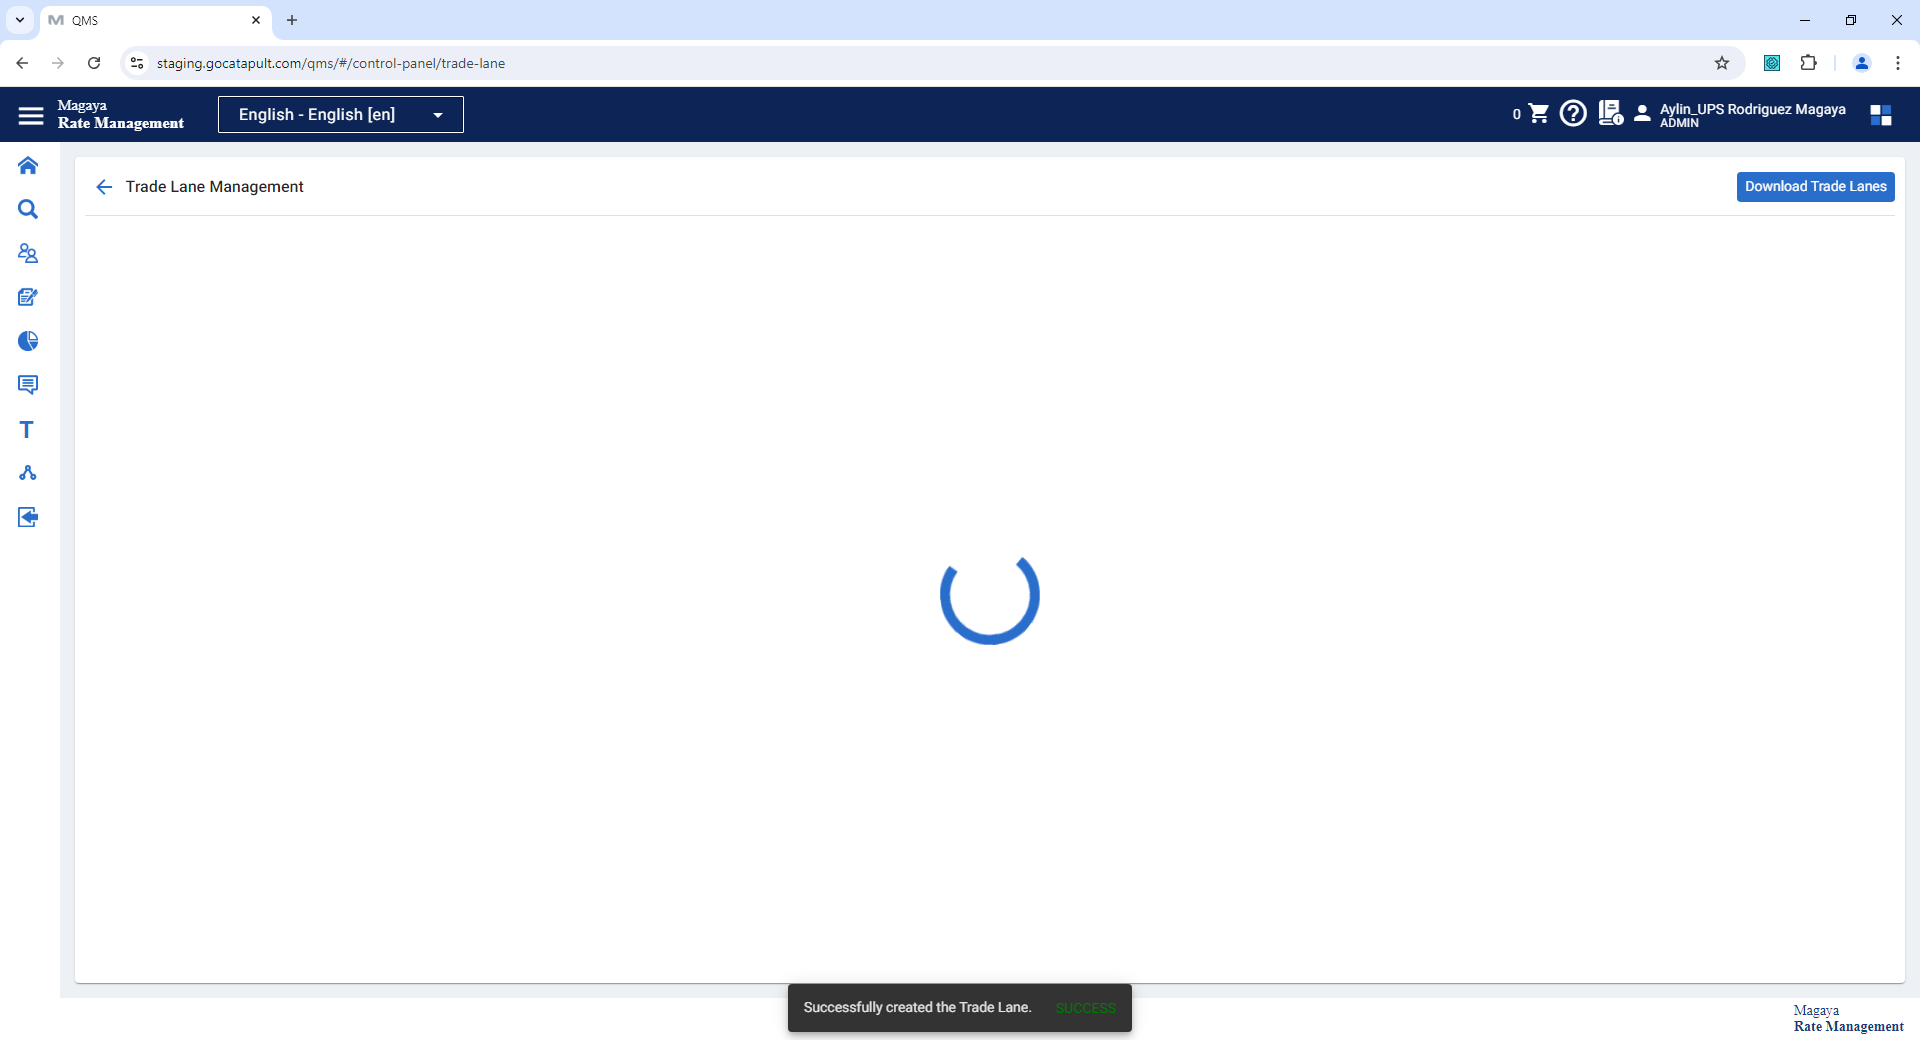 QMS
staging.gocatapult.com/qms/#/control-panel/trade-lane
Magaya
Rate Management
English - English [en]
0
Aylin_UPS Rodriguez Magaya
ADMIN
Trade Lane Management
Download Trade Lanes
T
Successfully created the Trade Lane.
SUCCESS
Magaya
Rate Management